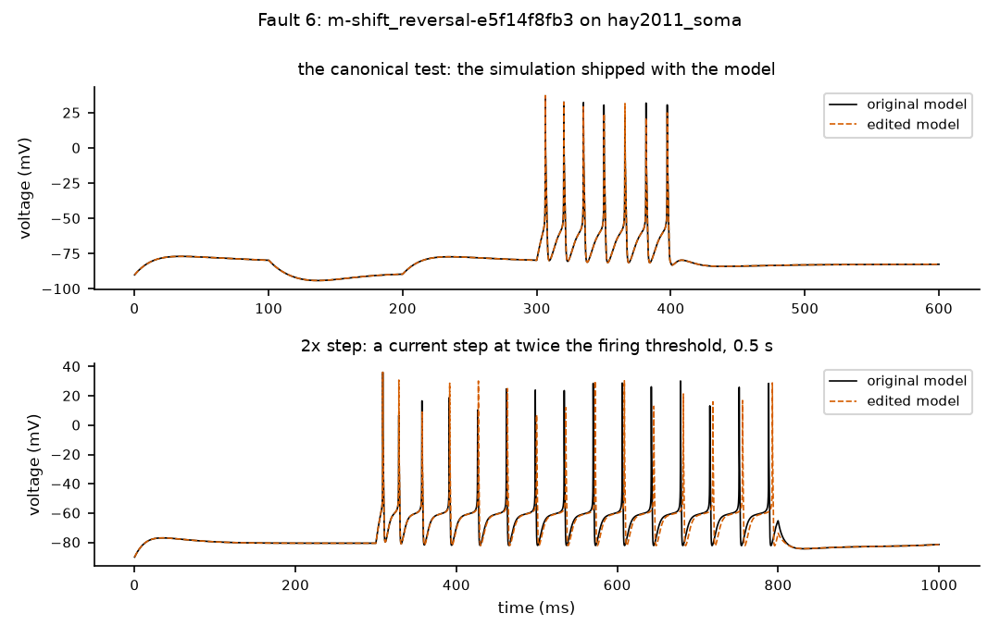 Fault 6: m-shift_reversal-e5f14f8fb3 on hay2011_soma
the canonical test: the simulation shipped with the model
voltage (mV)
25
0
−25
−50
−75
−100
original model
edited model
0
100
200
300
400
500
600
2x step: a current step at twice the firing threshold, 0.5 s
voltage (mV)
40
20
0
−20
−40
−60
−80
original model
edited model
0
200
400
600
800
1000
time (ms)